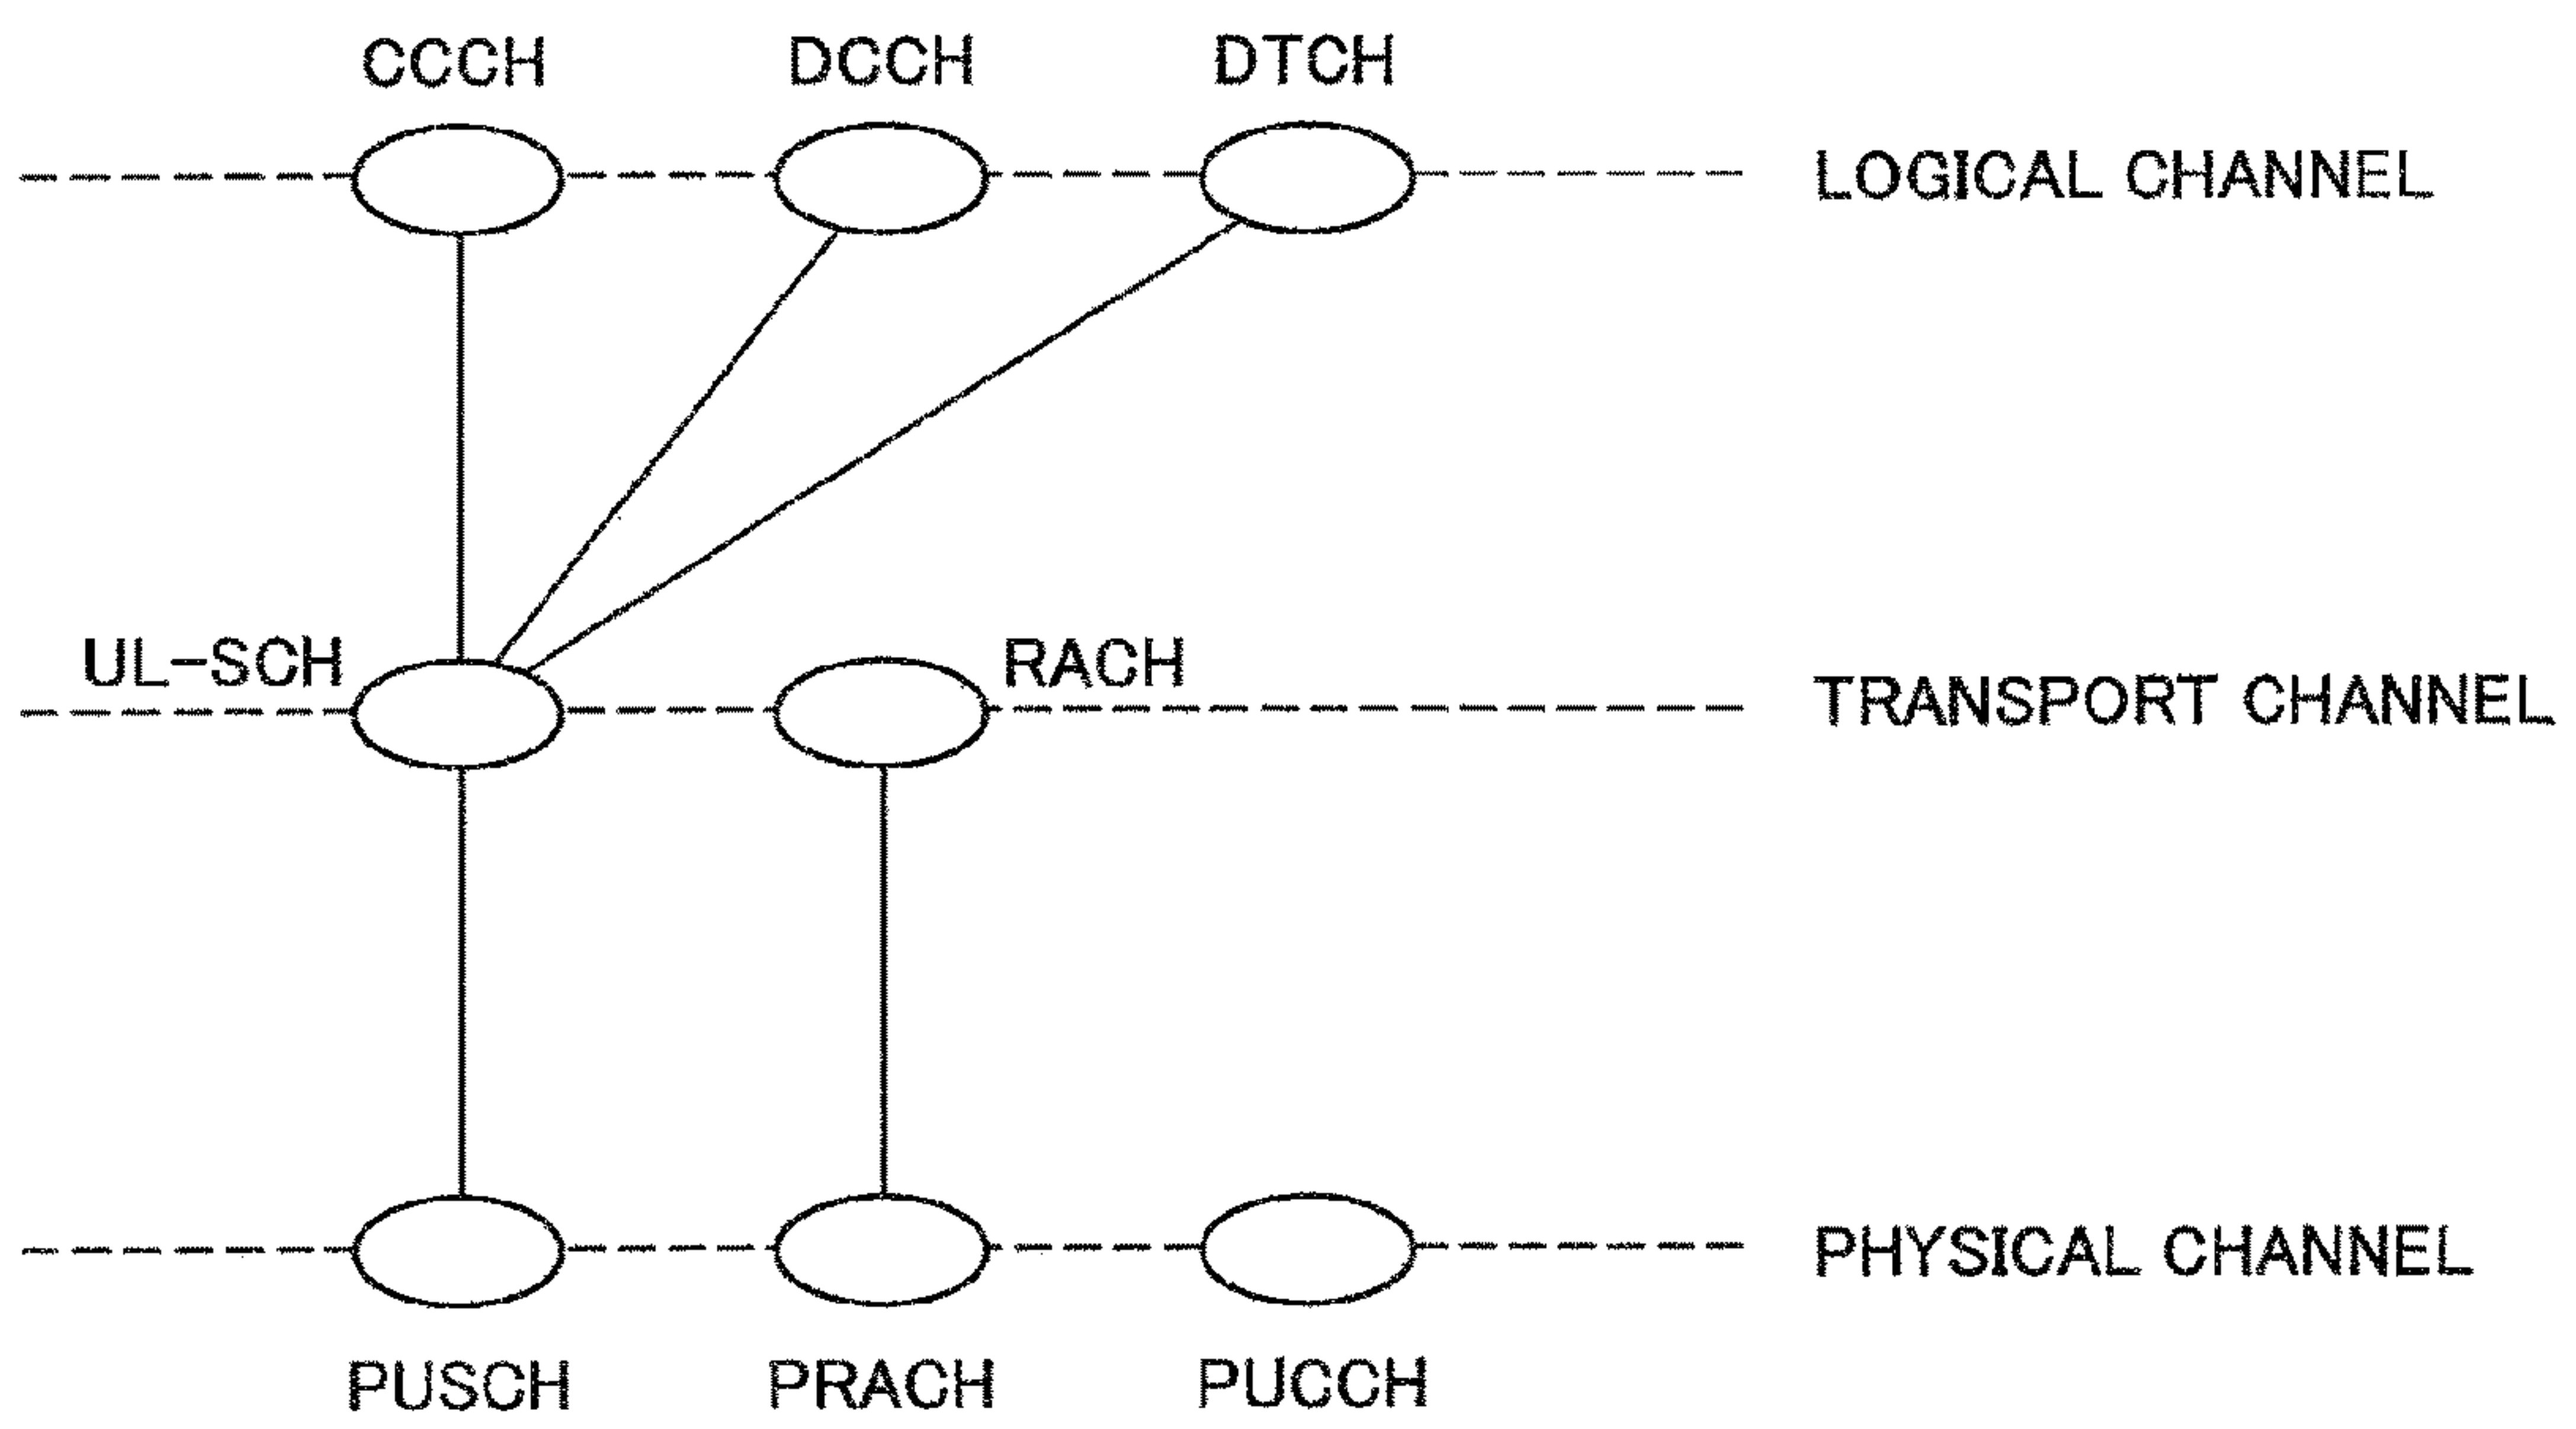 CCCH DCCH DTCH
LOGICAL CHANNEL
UL-SCH RACH
TRANSPORT CHANNEL
PHYSICAL CHANNEL
PUSCH PRACH PUCCH